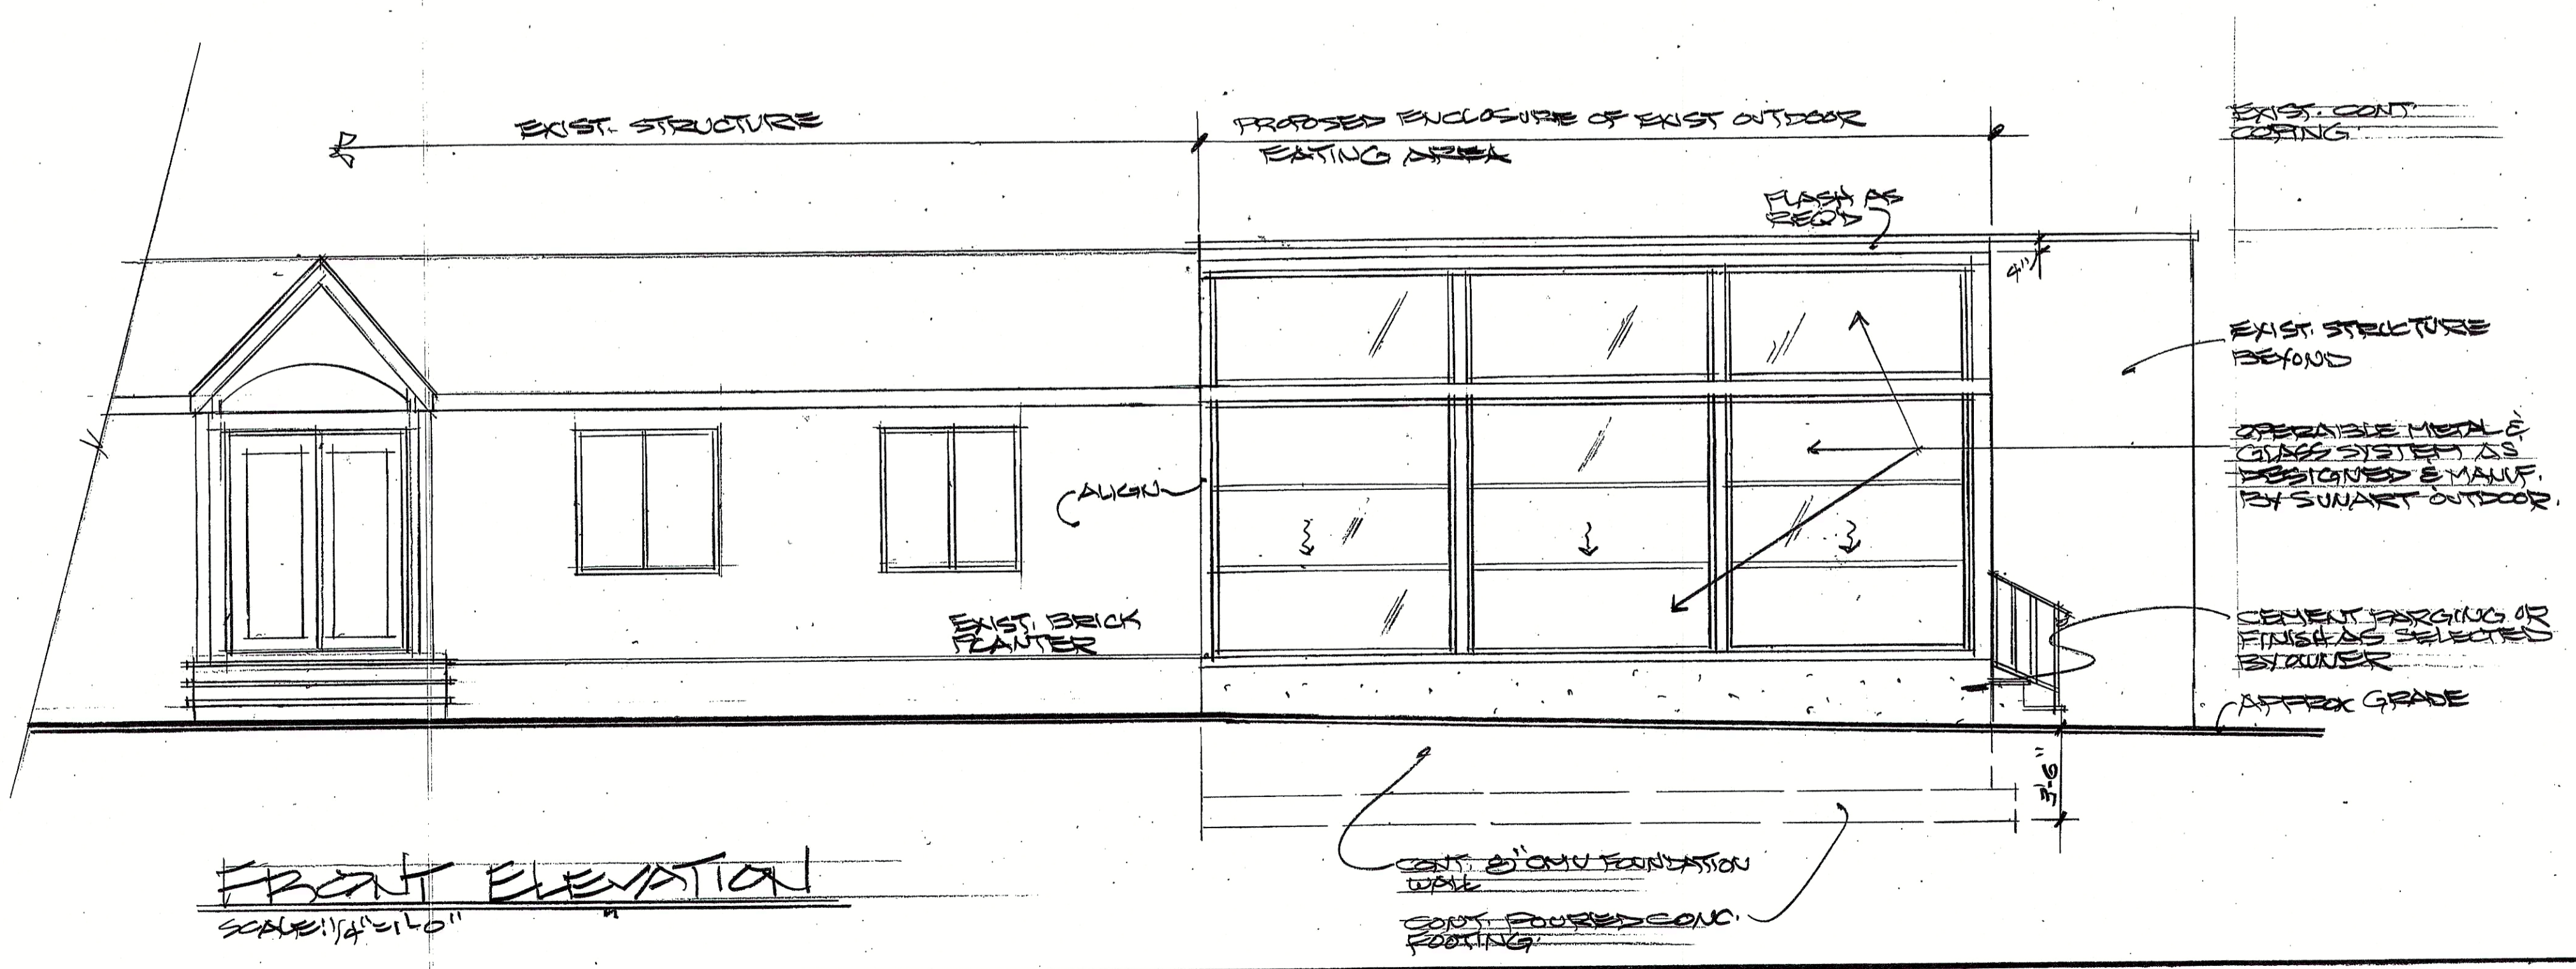 EXIST. STRUCTURE
PROPOSED ENCLOSURE OF EXIST OUTDOOR
EATING AREA
EXIST. CONT.
COPING
FLASH AS
REQ'D
4"
EXIST. STRUCTURE
BEYOND
OPERABLE METAL &
GLASS SYSTEM AS
DESIGNED & MANUF.
BY SUNART OUTDOOR.
ALIGN
EXIST. BRICK
PLANTER
CEMENT PARGING OR
FINISH AS SELECTED
BY OWNER
APPROX GRADE
3'-6"
CONT. 8" CMU FOUNDATION
WALL
CONT. POURED CONC.
FOOTING
FRONT ELEVATION
SCALE: 1/4"=1'-0"